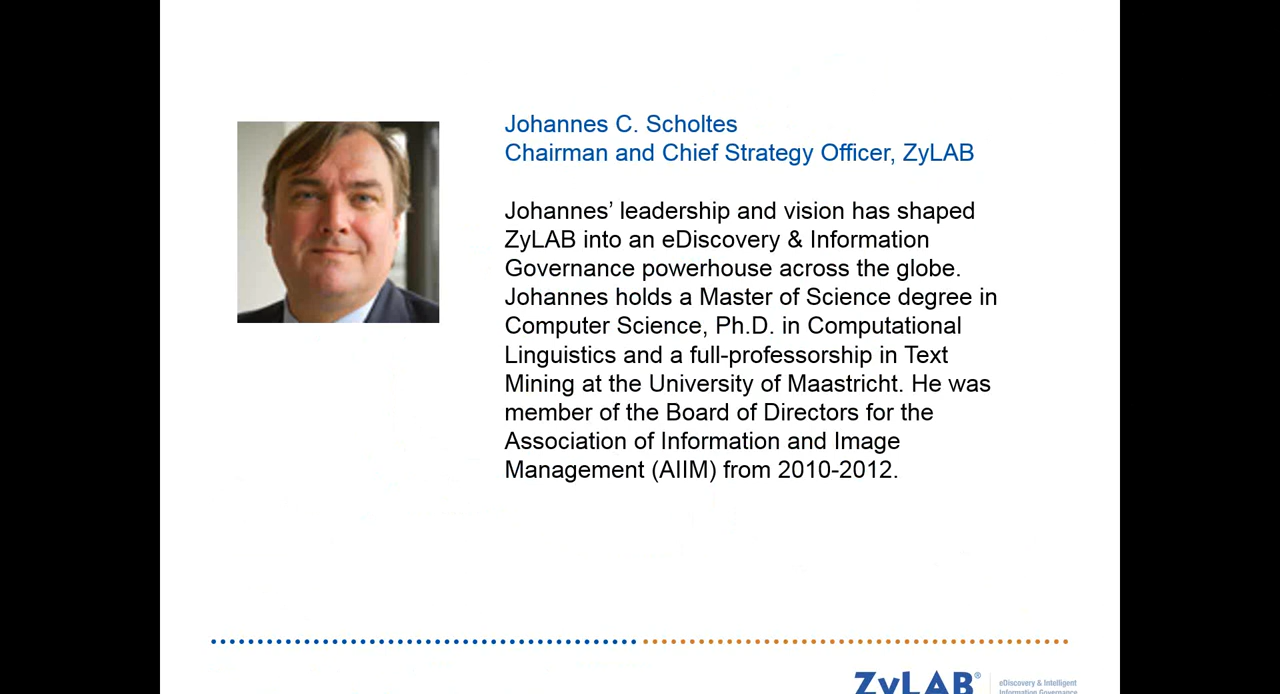 Johannes C. Scholtes
Chairman and Chief Strategy Officer, ZyLAB
Johannes’ leadership and vision has shaped
ZyLAB into an eDiscovery & Information
Governance powerhouse across the globe.
Johannes holds a Master of Science degree in
Computer Science, Ph.D. in Computational
Linguistics and a full-professorship in Text
Mining at the University of Maastricht. He was
member of the Board of Directors for the
Association of Information and Image
Management (AIIM) from 2010-2012.
ZyLAB®
eDiscovery & Intelligent
Information Governance